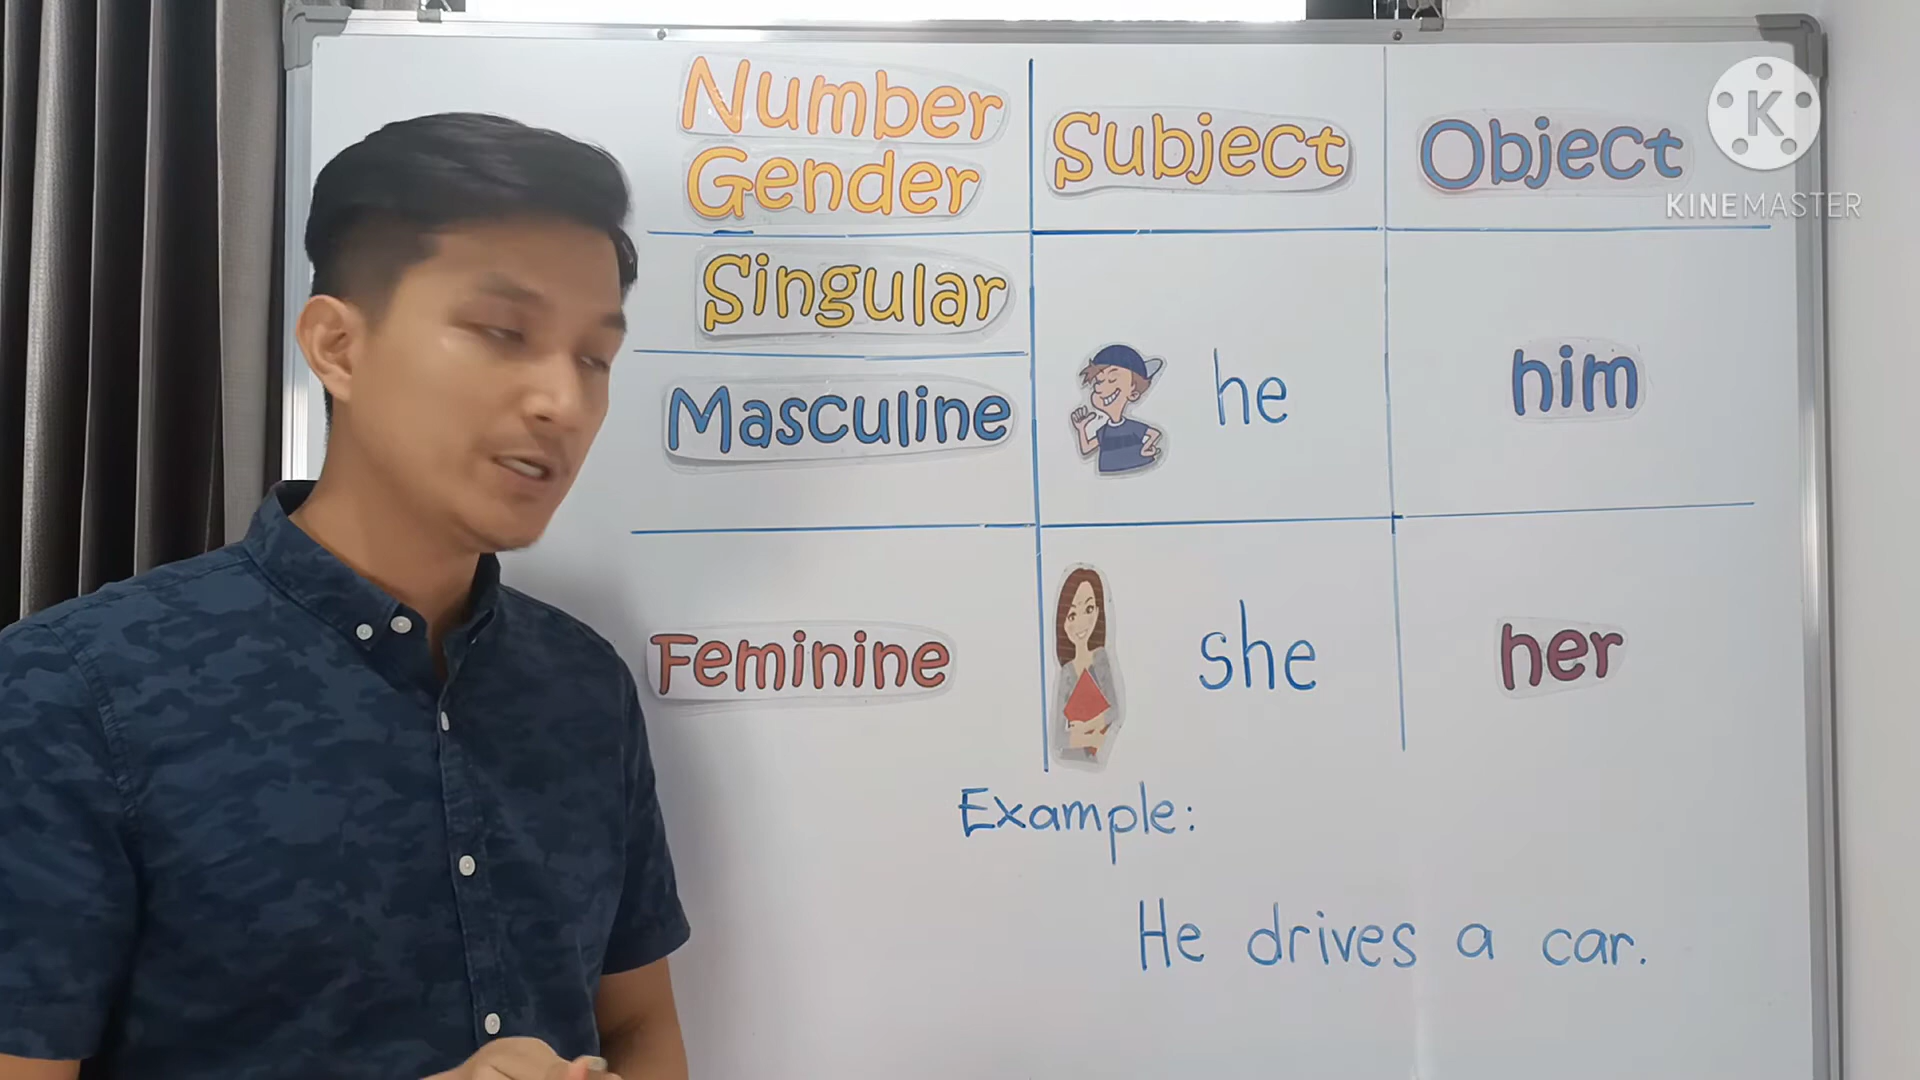 Number
Gender
Subject
Object
K
KINEMASTER
Singular
Masculine
he
him
Feminine
she
her
Example:
He drives a car.